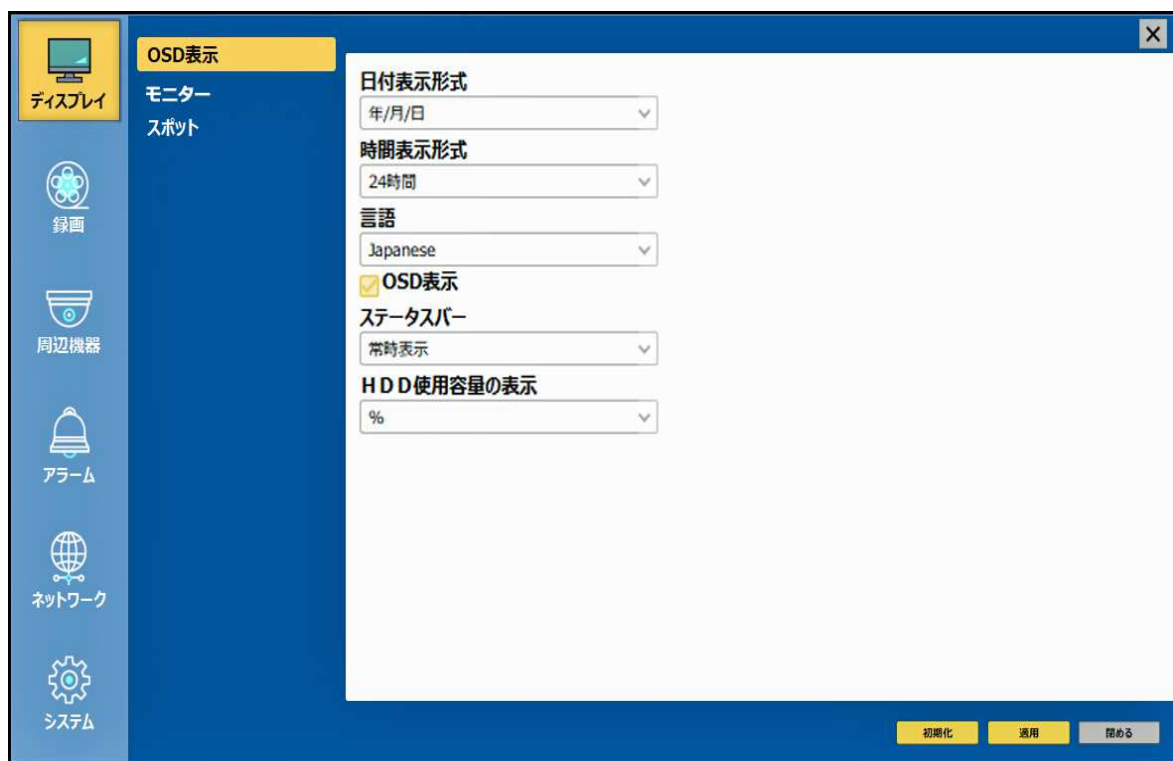 ディスプレイ
録画
周辺機器
アラーム
ネットワーク
システム
OSD表示
モニター
スポット
日付表示形式
年/月/日
時間表示形式
24時間
言語
Japanese
OSD表示
ステータスバー
常時表示
ＨＤＤ使用容量の表示
%
初期化
適用
閉める